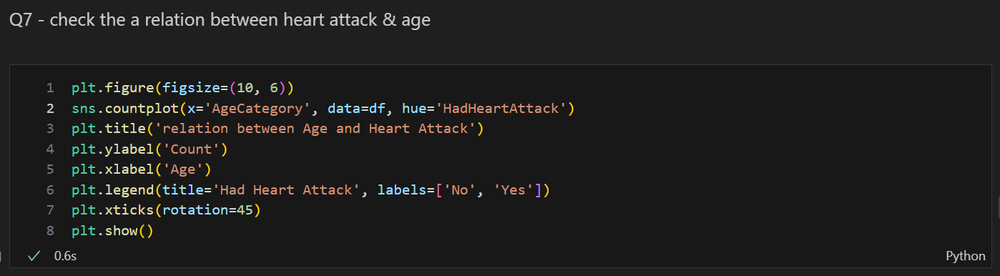 Q7 - check the a relation between heart attack & age
1 plt.figure(figsize=(10, 6))
2 sns.countplot(x='AgeCategory', data=df, hue='HadHeartAttack')
3 plt.title('relation between Age and Heart Attack')
4 plt.ylabel('Count')
5 plt.xlabel('Age')
6 plt.legend(title='Had Heart Attack', labels=['No', 'Yes'])
7 plt.xticks(rotation=45)
8 plt.show()
0.6s Python